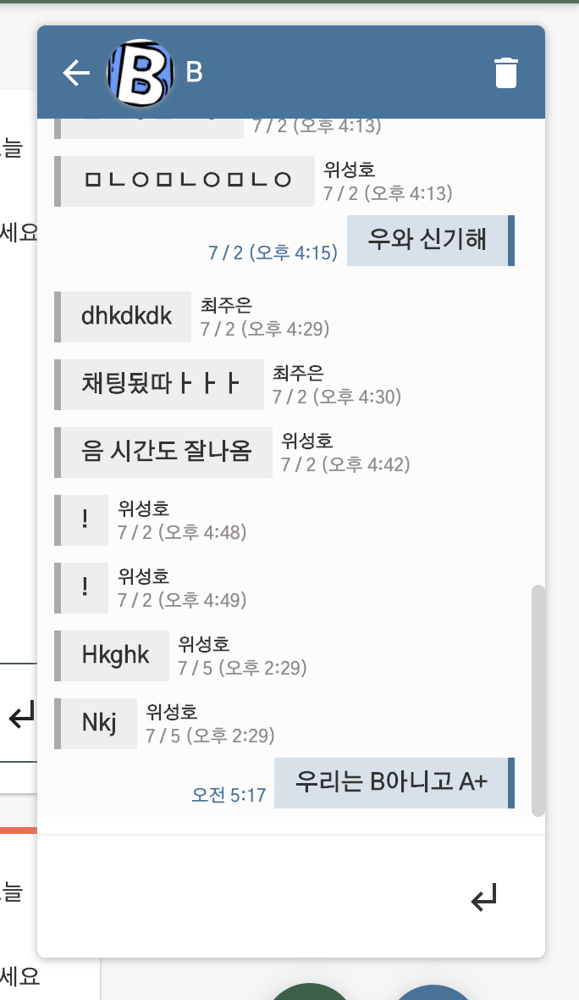 B
B
7 / 2 (오후 4:13)
ㅁㄴㅇㅁㄴㅇㅁㄴㅇ
위성호
7 / 2 (오후 4:13)
우와 신기해
7 / 2 (오후 4:15)
dhkdkdk
최주은
7 / 2 (오후 4:29)
채팅됬따ㅏㅏㅏ
최주은
7 / 2 (오후 4:30)
음 시간도 잘나옴
위성호
7 / 2 (오후 4:42)
!
위성호
7 / 2 (오후 4:48)
!
위성호
7 / 2 (오후 4:49)
Hkghk
위성호
7 / 5 (오후 2:29)
Nkj
위성호
7 / 5 (오후 2:29)
우리는 B아니고 A+
오전 5:17
늘
세요
늘
세요